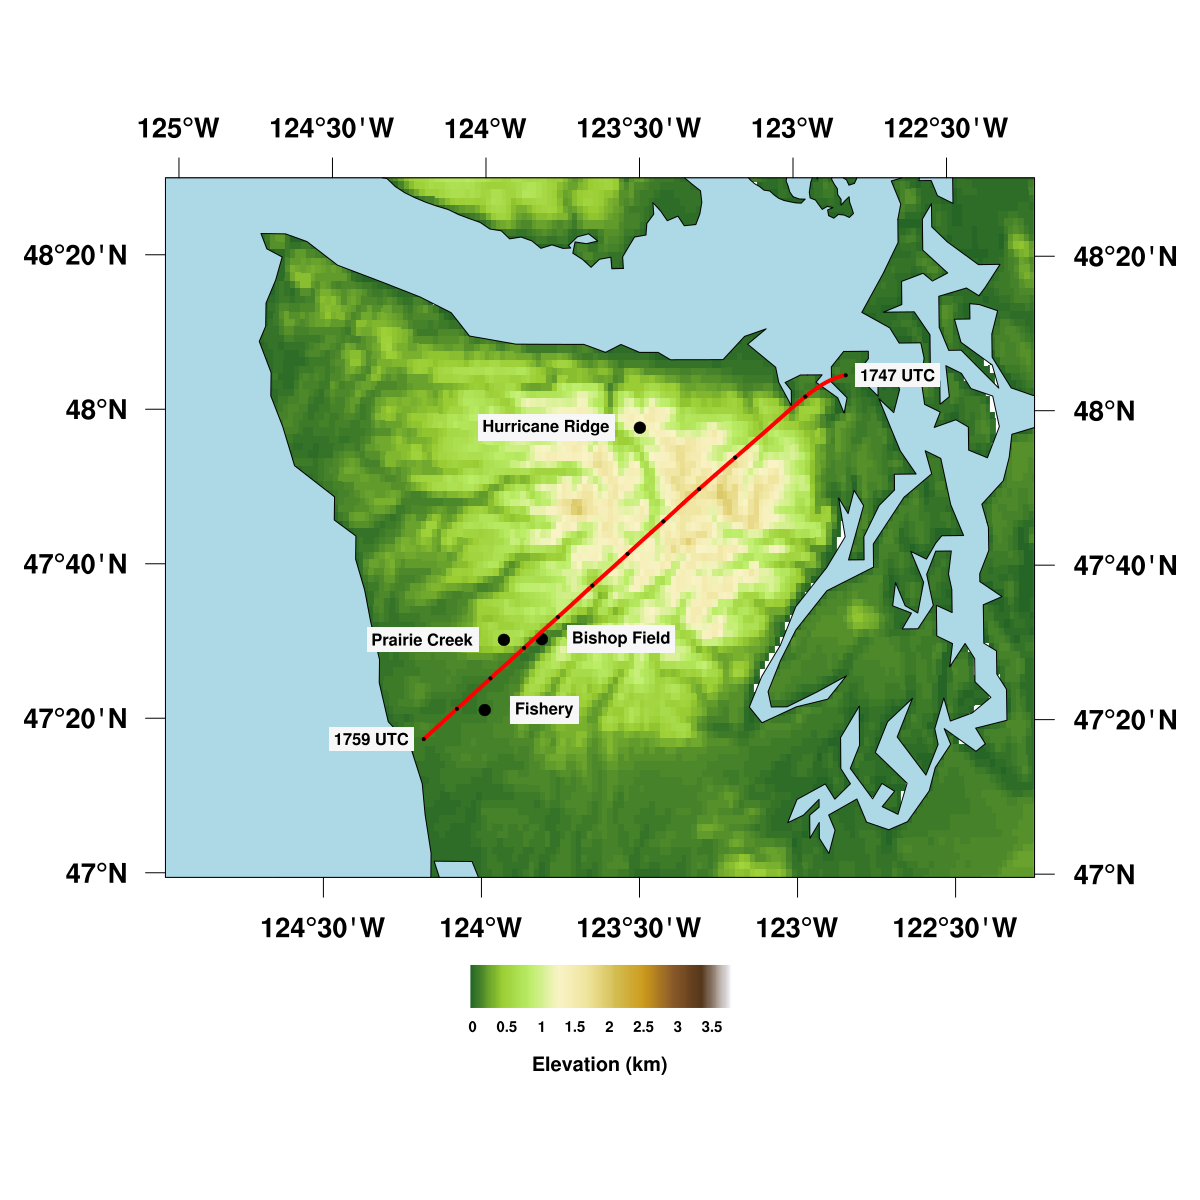 125°W 124°30'W 124°W 123°30'W 123°W 122°30'W
48°20'N 48°20'N
1747 UTC
48°N 48°N
Hurricane Ridge
47°40'N 47°40'N
Prairie Creek Bishop Field
Fishery
47°20'N 47°20'N
1759 UTC
47°N 47°N
124°30'W 124°W 123°30'W 123°W 122°30'W
0 0.5 1 1.5 2 2.5 3 3.5
Elevation (km)